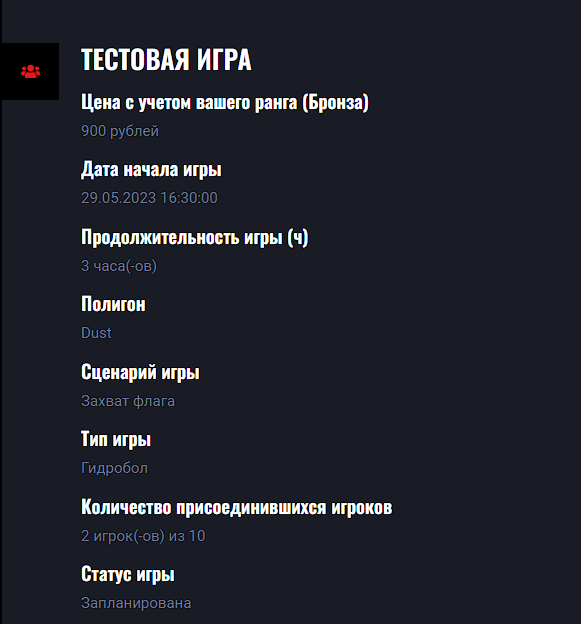 ТЕСТОВАЯ ИГРА
Цена с учетом вашего ранга (Бронза)
900 рублей
Дата начала игры
29.05.2023 16:30:00
Продолжительность игры (ч)
3 часа(-ов)
Полигон
Dust
Сценарий игры
Захват флага
Тип игры
Гидробол
Количество присоединившихся игроков
2 игрок(-ов) из 10
Статус игры
Запланирована